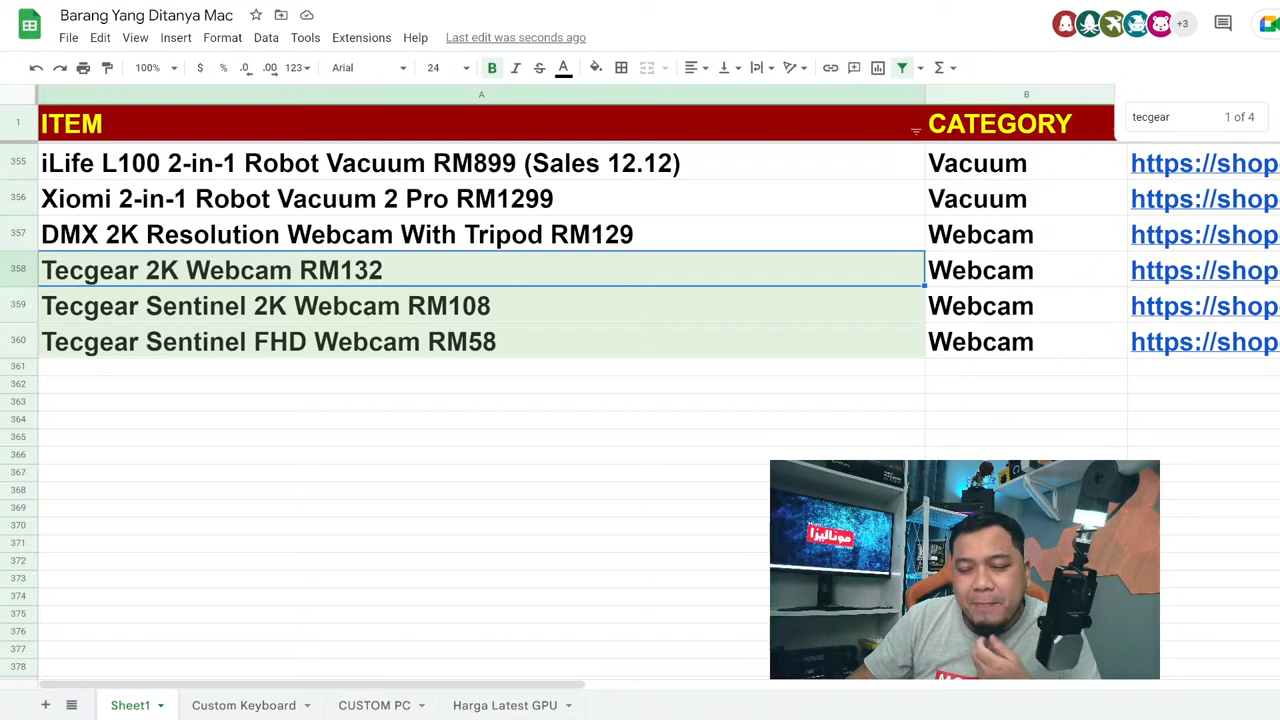 Barang Yang Ditanya Mac
+3
File Edit View Insert Format Data Tools Extensions Help Last edit was seconds ago
100% $ % .0 .00 123 Arial 24 B I S A
A B
1 ITEM CATEGORY
tecgear 1 of 4
355 iLife L100 2-in-1 Robot Vacuum RM899 (Sales 12.12) Vacuum https://shop
356 Xiomi 2-in-1 Robot Vacuum 2 Pro RM1299 Vacuum https://shop
357 DMX 2K Resolution Webcam With Tripod RM129 Webcam https://shop
358 Tecgear 2K Webcam RM132 Webcam https://shop
359 Tecgear Sentinel 2K Webcam RM108 Webcam https://shop
360 Tecgear Sentinel FHD Webcam RM58 Webcam https://shop
361
362
363
364
365
366
367
368
369
370
371
372
373
374
375
376
377
378
موناليزا
Sheet1 Custom Keyboard CUSTOM PC Harga Latest GPU